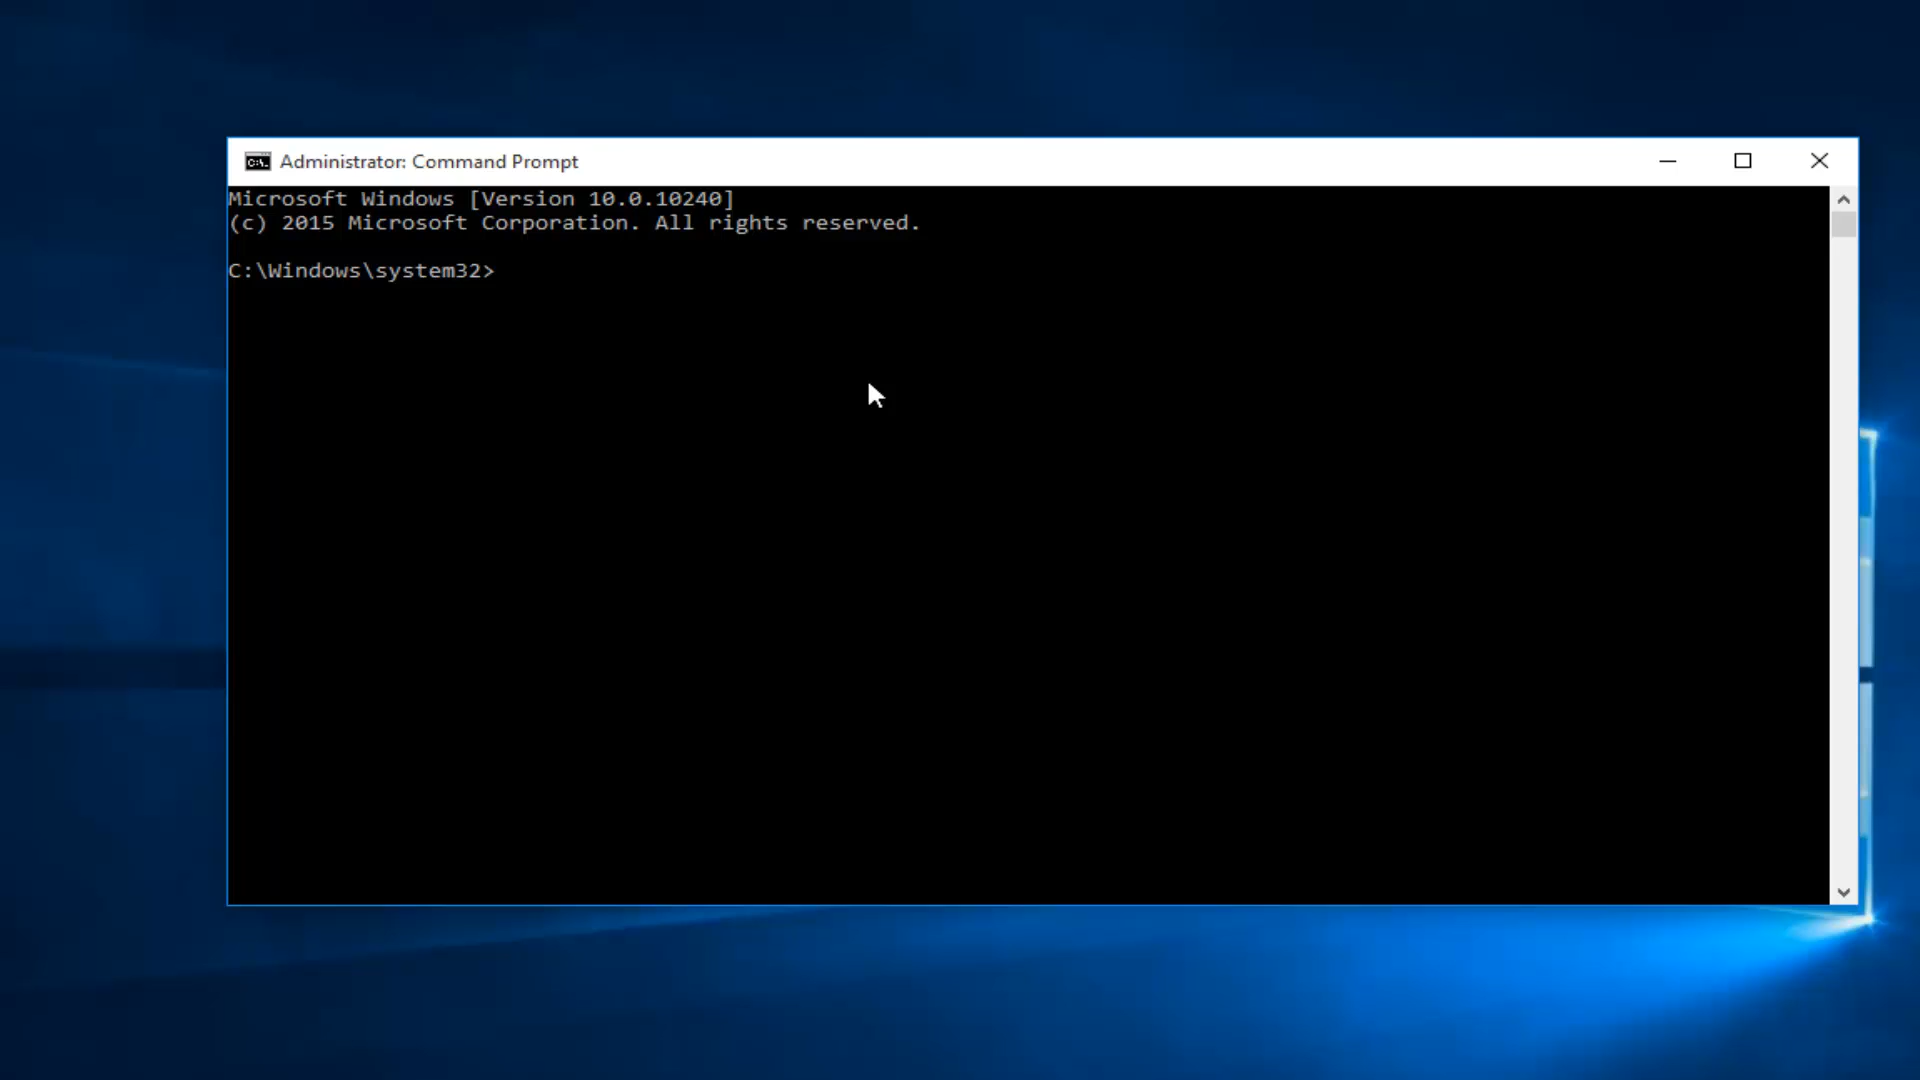 Administrator: Command Prompt
Microsoft Windows [Version 10.0.10240]
(c) 2015 Microsoft Corporation. All rights reserved.
C:\Windows\system32>